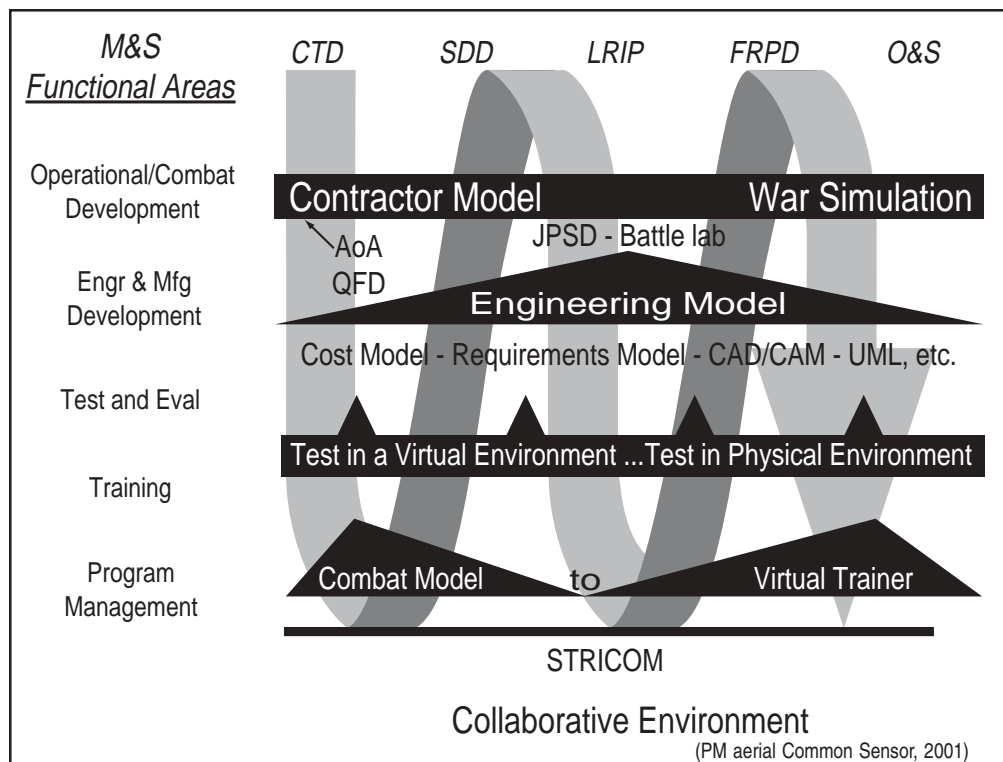 M&S
Functional Areas
CTD SDD LRIP FRPD O&S
Operational/Combat
Development
Contractor Model War Simulation
JPSD - Battle lab
AoA
QFD
Engr & Mfg
Development
Engineering Model
Cost Model - Requirements Model - CAD/CAM - UML, etc.
Test and Eval
Test in a Virtual Environment ...Test in Physical Environment
Training
Program
Management
Combat Model to Virtual Trainer
STRICOM
Collaborative Environment
(PM aerial Common Sensor, 2001)